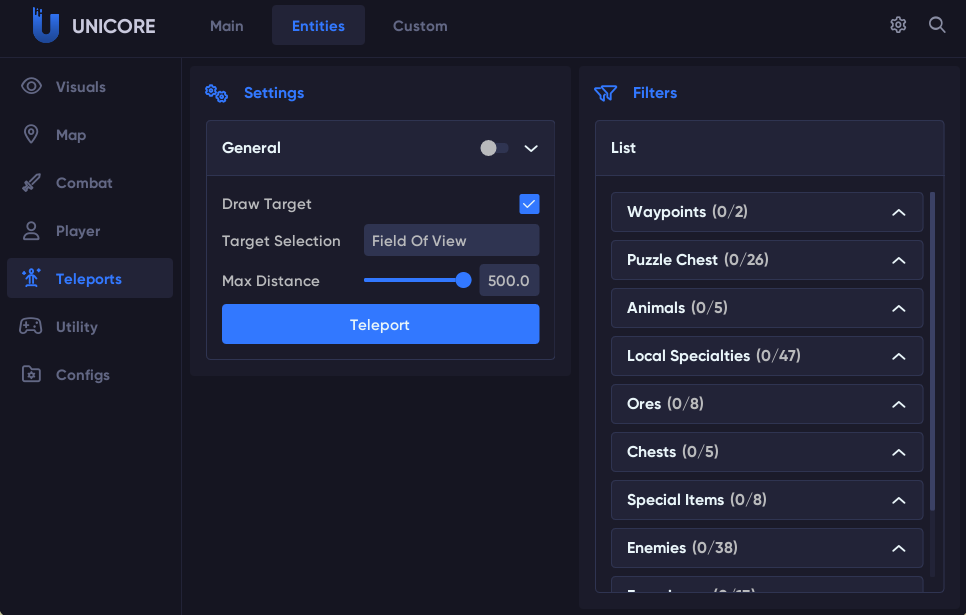 UNICORE
Main
Entities
Custom
Visuals
Map
Combat
Player
Teleports
Utility
Configs
Settings
General
Draw Target
Target Selection
Field Of View
Max Distance
500.0
Teleport
Filters
List
Waypoints (0/2)
Puzzle Chest (0/26)
Animals (0/5)
Local Specialties (0/47)
Ores (0/8)
Chests (0/5)
Special Items (0/8)
Enemies (0/38)